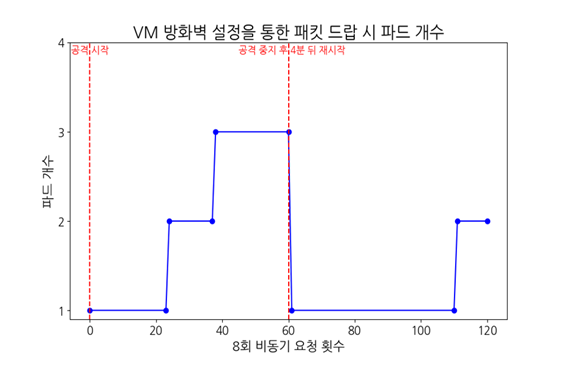 VM 방화벽 설정을 통한 패킷 드랍 시 파드 개수
공격 시작
공격 중지 후 4분 뒤 재시작
파드 개수
4
3
2
1
0 20 40 60 80 100 120
8회 비동기 요청 횟수